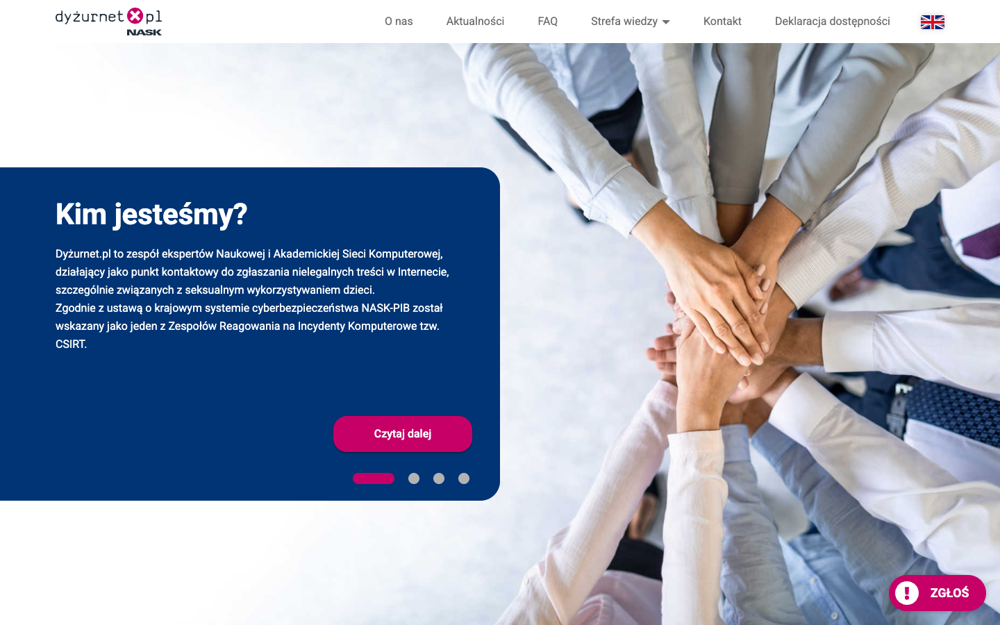 dyżurnet pl
NASK
O nas
Aktualności
FAQ
Strefa wiedzy
Kontakt
Deklaracja dostępności
Kim jesteśmy?
Dyżurnet.pl to zespół ekspertów Naukowej i Akademickiej Sieci Komputerowej,
działający jako punkt kontaktowy do zgłaszania nielegalnych treści w Internecie,
szczególnie związanych z seksualnym wykorzystywaniem dzieci.
Zgodnie z ustawą o krajowym systemie cyberbezpieczeństwa NASK-PIB został
wskazany jako jeden z Zespołów Reagowania na Incydenty Komputerowe tzw.
CSIRT.
Czytaj dalej
ZGŁOŚ